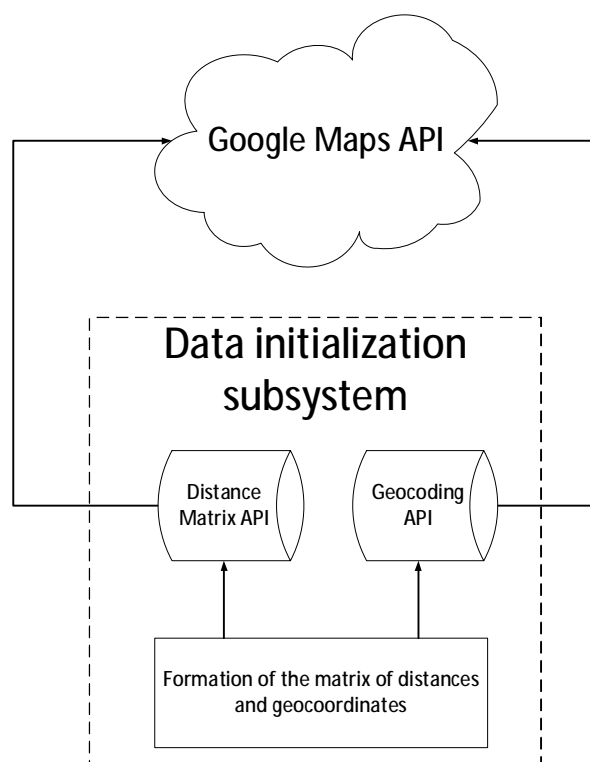 Google Maps API
Data initialization
subsystem
Distance
Matrix API
Geocoding
API
Formation of the matrix of distances
and geocoordinates